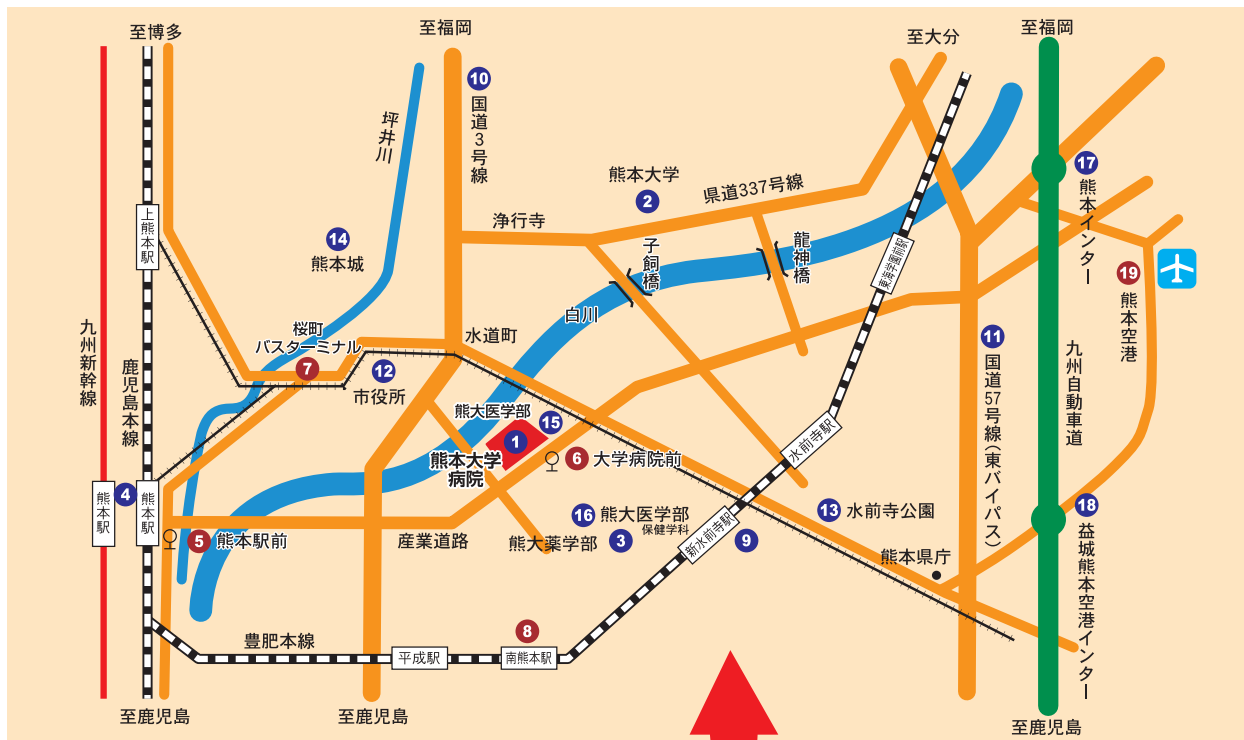 至博多
至福岡
至大分
至福岡
10
国道3号線
坪井川
熊本大学
2
県道337号線
浄行寺
17
熊本インター
上熊本駅
14
熊本城
子飼橋
龍神橋
東海学園前駅
19
熊本空港
白川
桜町
バスターミナル
7
水道町
九州新幹線
鹿児島本線
12
市役所
11
国道57号線(東バイパス)
九州自動車道
熊大医学部
15
1
熊本大学
病院
6
大学病院前
水前寺駅
熊本駅
4
熊本駅
5
熊本駅前
産業道路
16
熊大医学部
保健学科
熊大薬学部
3
新水前寺駅
9
13
水前寺公園
熊本県庁
18
益城熊本空港インター
豊肥本線
平成駅
8
南熊本駅
至鹿児島
至鹿児島
至鹿児島